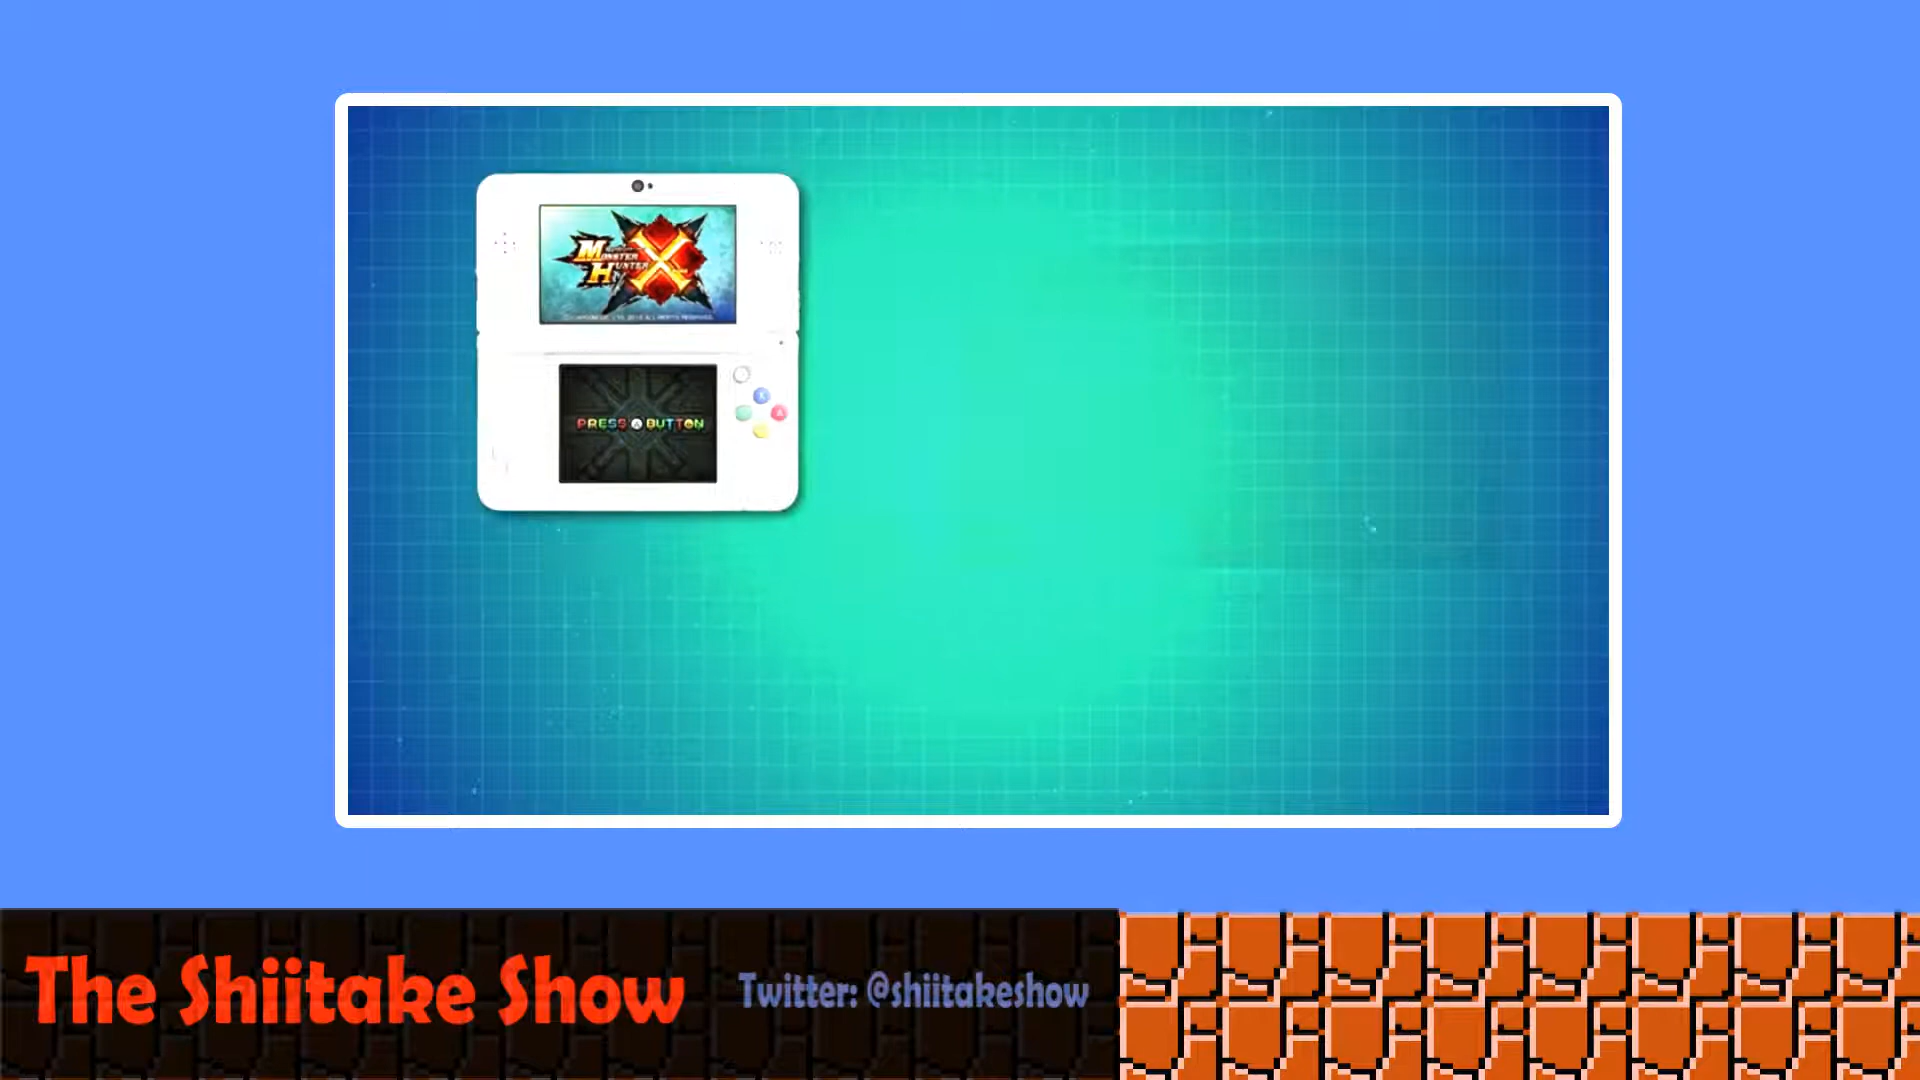 MONSTER
HUNTER X
PRESS A BUTTON
X
A
The Shiitake Show
Twitter: @shiitakeshow